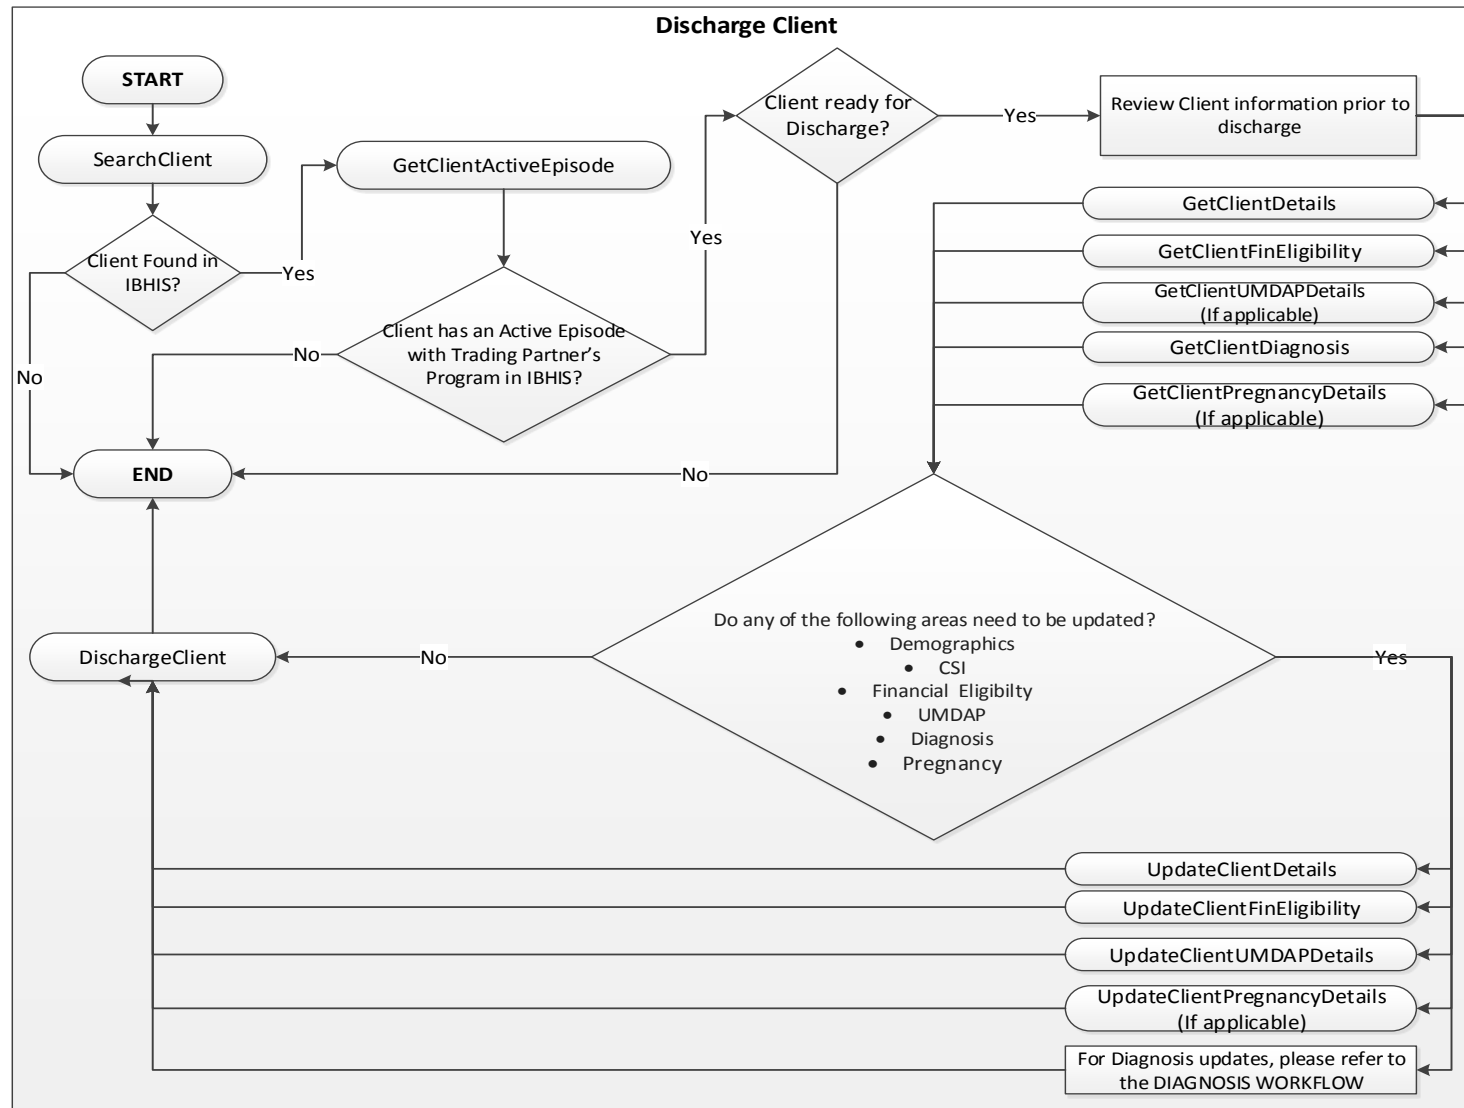 Discharge Client
START
SearchClient
Client Found in
IBHIS?
Yes
No
GetClientActiveEpisode
Client has an Active Episode
with Trading Partner's
Program in IBHIS?
No
Yes
Client ready for
Discharge?
Yes
No
Review Client information prior to
discharge
GetClientDetails
GetClientFinEligibility
GetClientUMDAPDetails
(If applicable)
GetClientDiagnosis
GetClientPregnancyDetails
(If applicable)
END
Do any of the following areas need to be updated?
• Demographics
• CSI
• Financial Eligibilty
• UMDAP
• Diagnosis
• Pregnancy
No
Yes
DischargeClient
UpdateClientDetails
UpdateClientFinEligibility
UpdateClientUMDAPDetails
UpdateClientPregnancyDetails
(If applicable)
For Diagnosis updates, please refer to
the DIAGNOSIS WORKFLOW